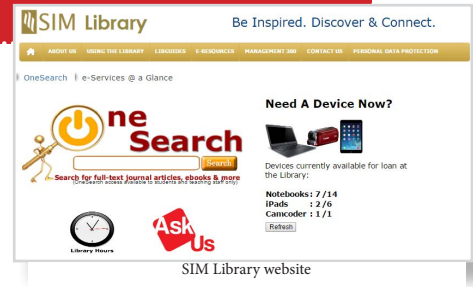 SIM Library
Be Inspired. Discover & Connect.
ABOUT US USING THE LIBRARY LIBGUIDES E-RESOURCES MANAGEMENT 300 CONTACT US PERSONAL DATA PROTECTION
OneSearch e-Services @ a Glance
One
Search
Search
Search for full-text journal articles, ebooks & more
(OneSearch access available to students and teaching staff only)
Library Hours
Ask
Us
Need A Device Now?
Devices currently available for loan at
the Library:
Notebooks : 7 /14
iPads : 2 /6
Camcoder : 1 /1
Refresh
SIM Library website